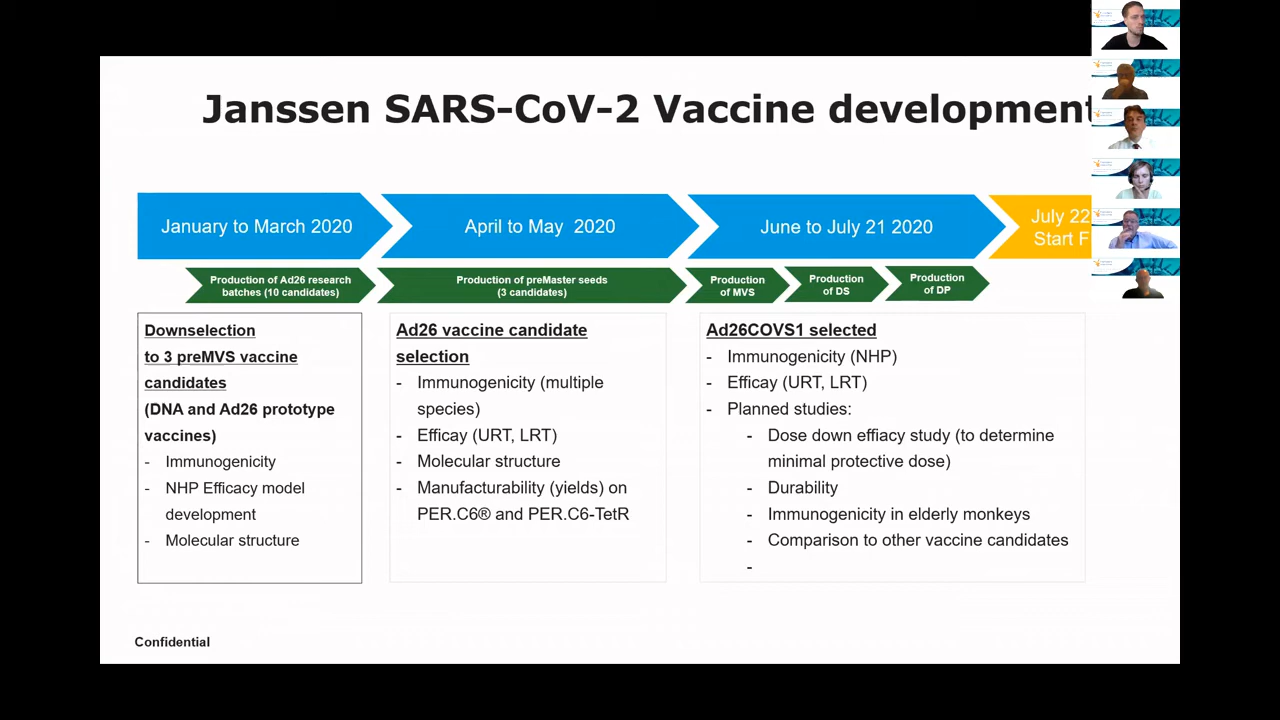 Janssen SARS-CoV-2 Vaccine development
January to March 2020
April to May 2020
June to July 21 2020
July 22
Start F
Production of Ad26 research
batches (10 candidates)
Production of preMaster seeds
(3 candidates)
Production
of MVS
Production
of DS
Production
of DP
Downselection
to 3 preMVS vaccine
candidates
(DNA and Ad26 prototype
vaccines)
- Immunogenicity
- NHP Efficacy model
development
- Molecular structure
Ad26 vaccine candidate
selection
- Immunogenicity (multiple
species)
- Efficay (URT, LRT)
- Molecular structure
- Manufacturability (yields) on
PER.C6® and PER.C6-TetR
Ad26COVS1 selected
- Immunogenicity (NHP)
- Efficay (URT, LRT)
- Planned studies:
- Dose down effiacy study (to determine
minimal protective dose)
- Durability
- Immunogenicity in elderly monkeys
- Comparison to other vaccine candidates
-
Confidential